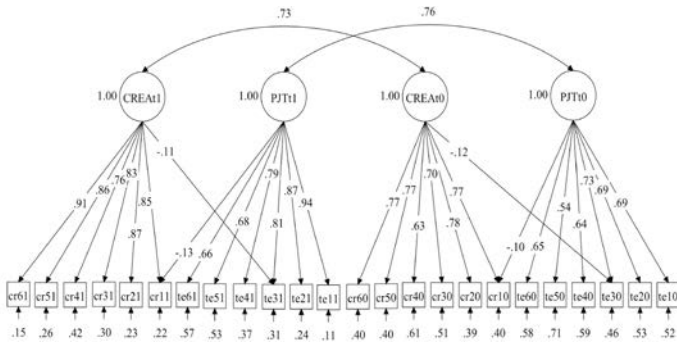 .73
.76
1.00 CREAt1 1.00 PJTt1 1.00 CREAt0 1.00 PJTt0
-.11 -.12
.91 .86 .76 .83 .87 .85
-.13 .66 .68 .79 .81 .87 .94
.77 .77 .63 .70 .78 .77
-.10 .65 .54 .64 .73 .69 .69
cr61 cr51 cr41 cr31 cr21 cr11 te61 te51 te41 te31 te21 te11 cr60 cr50 cr40 cr30 cr20 cr10 te60 te50 te40 te30 te20 te10
.15 .26 .42 .30 .23 .22 .57 .53 .37 .31 .24 .11 .40 .40 .61 .51 .39 .40 .58 .71 .59 .46 .53 .52